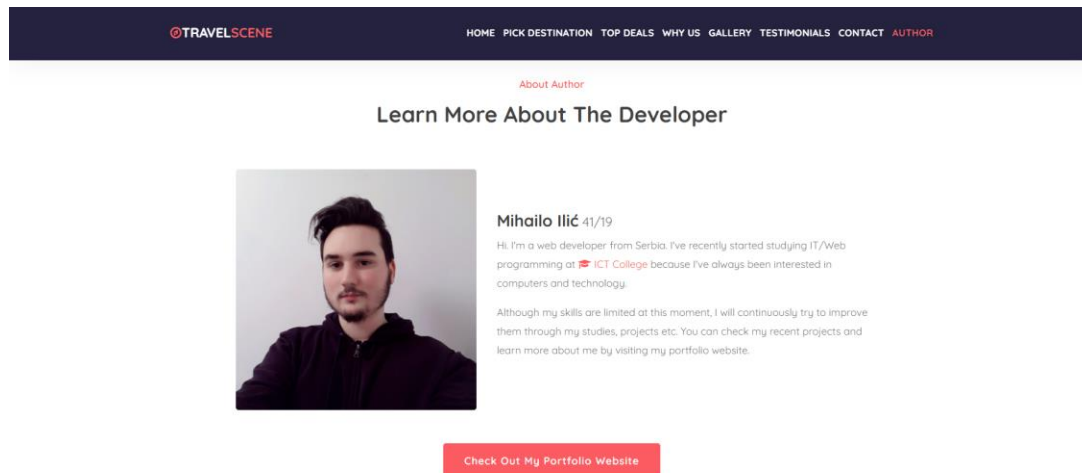 TRAVELSCENE
HOME PICK DESTINATION TOP DEALS WHY US GALLERY TESTIMONIALS CONTACT AUTHOR
About Author
Learn More About The Developer
Mihailo Ilić 41/19
Hi. I'm a web developer from Serbia. I've recently started studying IT/Web
programming at ICT College because I've always been interested in
computers and technology.
Although my skills are limited at this moment, I will continuously try to improve
them through my studies, projects etc. You can check my recent projects and
learn more about me by visiting my portfolio website.
Check Out My Portfolio Website